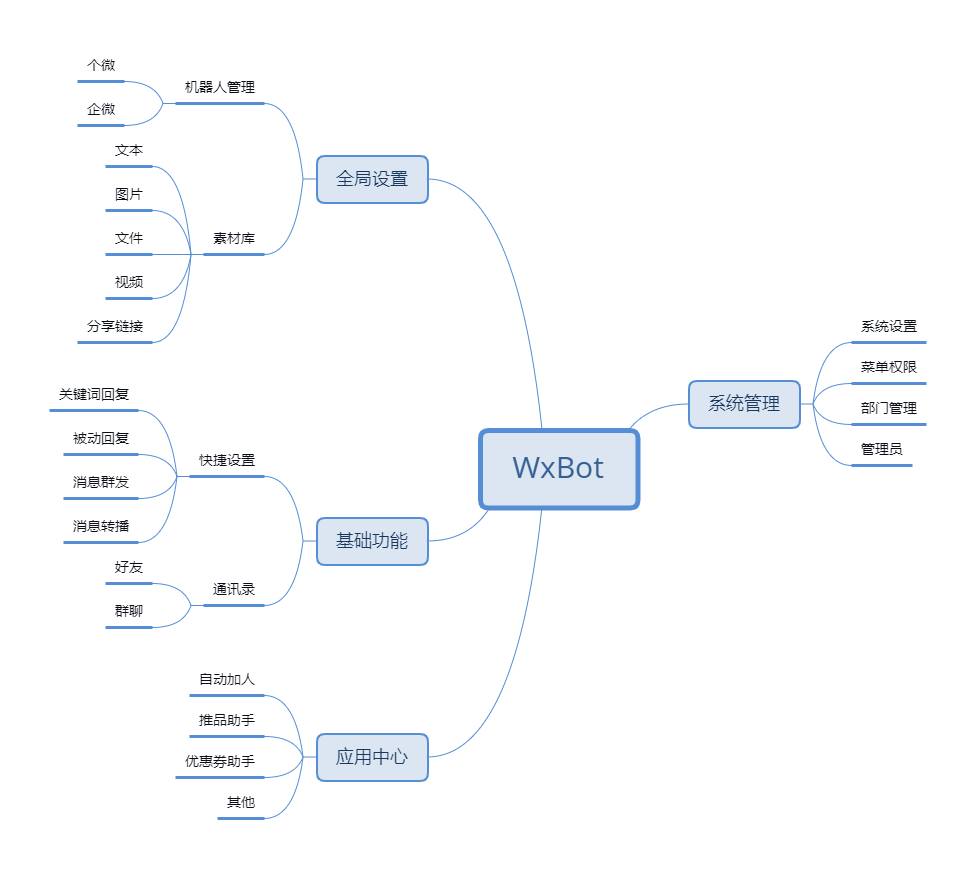 个微
企微
机器人管理
文本
图片
文件
视频
分享链接
素材库
全局设置
关键词回复
被动回复
消息群发
消息转播
快捷设置
好友
群聊
通讯录
基础功能
自动加人
推品助手
优惠券助手
其他
应用中心
WxBot
系统管理
系统设置
菜单权限
部门管理
管理员